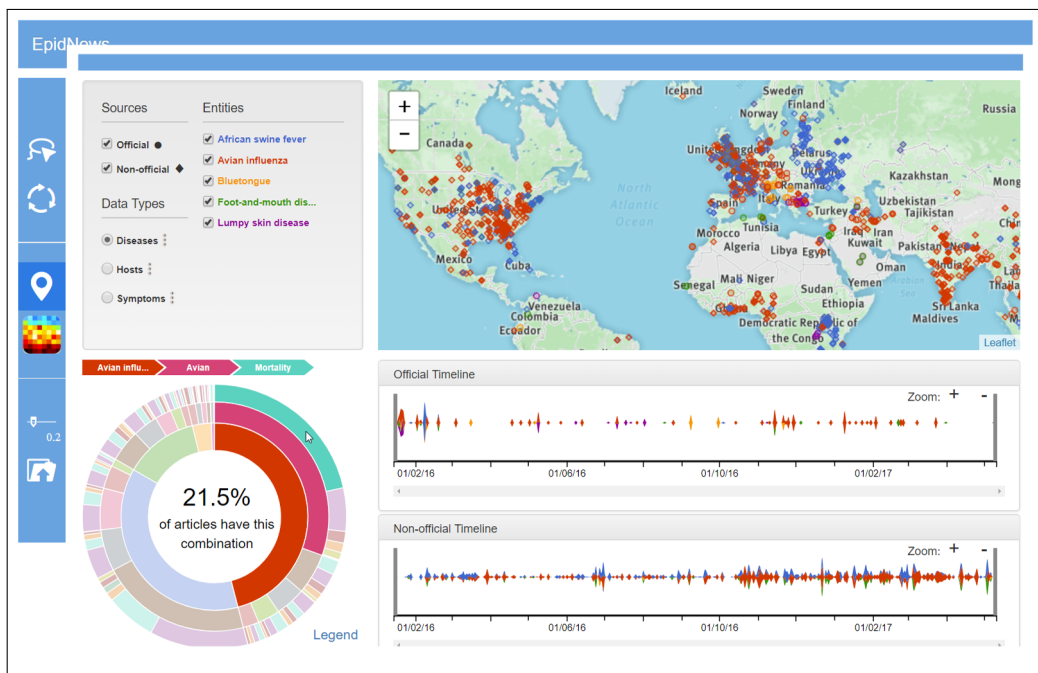 EpidNews
Sources
Entities
Official
Non-official
African swine fever
Avian influenza
Bluetongue
Foot-and-mouth dis...
Lumpy skin disease
Data Types
Diseases
Hosts
Symptoms
0.2
+
-
Iceland
Sweden
Finland
Norway
Russia
Canada
Belarus
Kazakhstan
Mong
Romania
Spain
Italy
Uzbekistan
Turkey
Tajikistan
North
Atlantic
Ocean
Morocco
Tunisia
Iraq
Iran
Algeria
Libya
Egypt
Kuwait
Pakistan
Nepal
India
Mexico
Cuba
Oman
Senegal
Mali
Niger
Sudan
Yemen
Arabian
Sea
Venezuela
Colombia
Ecuador
Ethiopia
Sri Lanka
Maldives
Democratic Republic of
the Congo
Leaflet
Avian influ...
Avian
Mortality
21.5%
of articles have this
combination
Legend
Official Timeline
Zoom: + -
01/02/16
01/06/16
01/10/16
01/02/17
Non-official Timeline
Zoom: + -
01/02/16
01/06/16
01/10/16
01/02/17